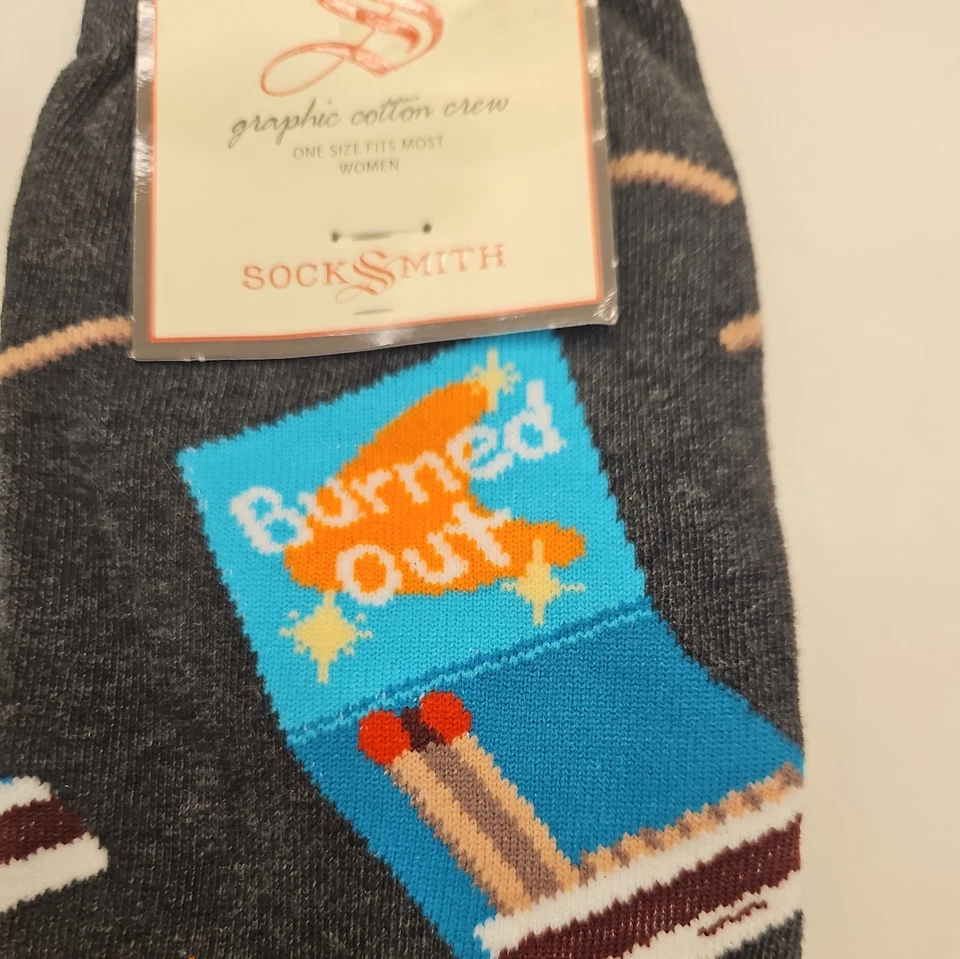 S
graphic cotton crew
ONE SIZE FITS MOST
WOMEN
SOCKSMITH
Burned
Out